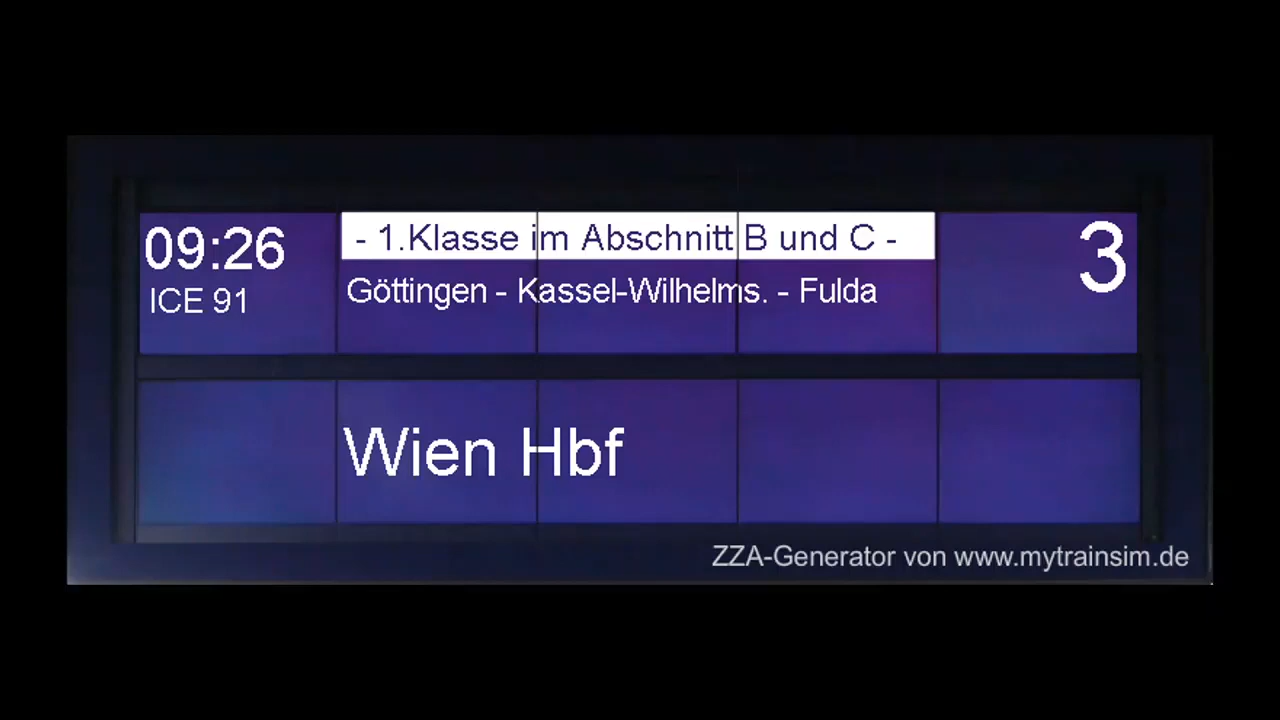 09:26
- 1.Klasse im Abschnitt B und C -
3
ICE 91
Göttingen - Kassel-Wilhelms. - Fulda
Wien Hbf
ZZA-Generator von www.mytrainsim.de